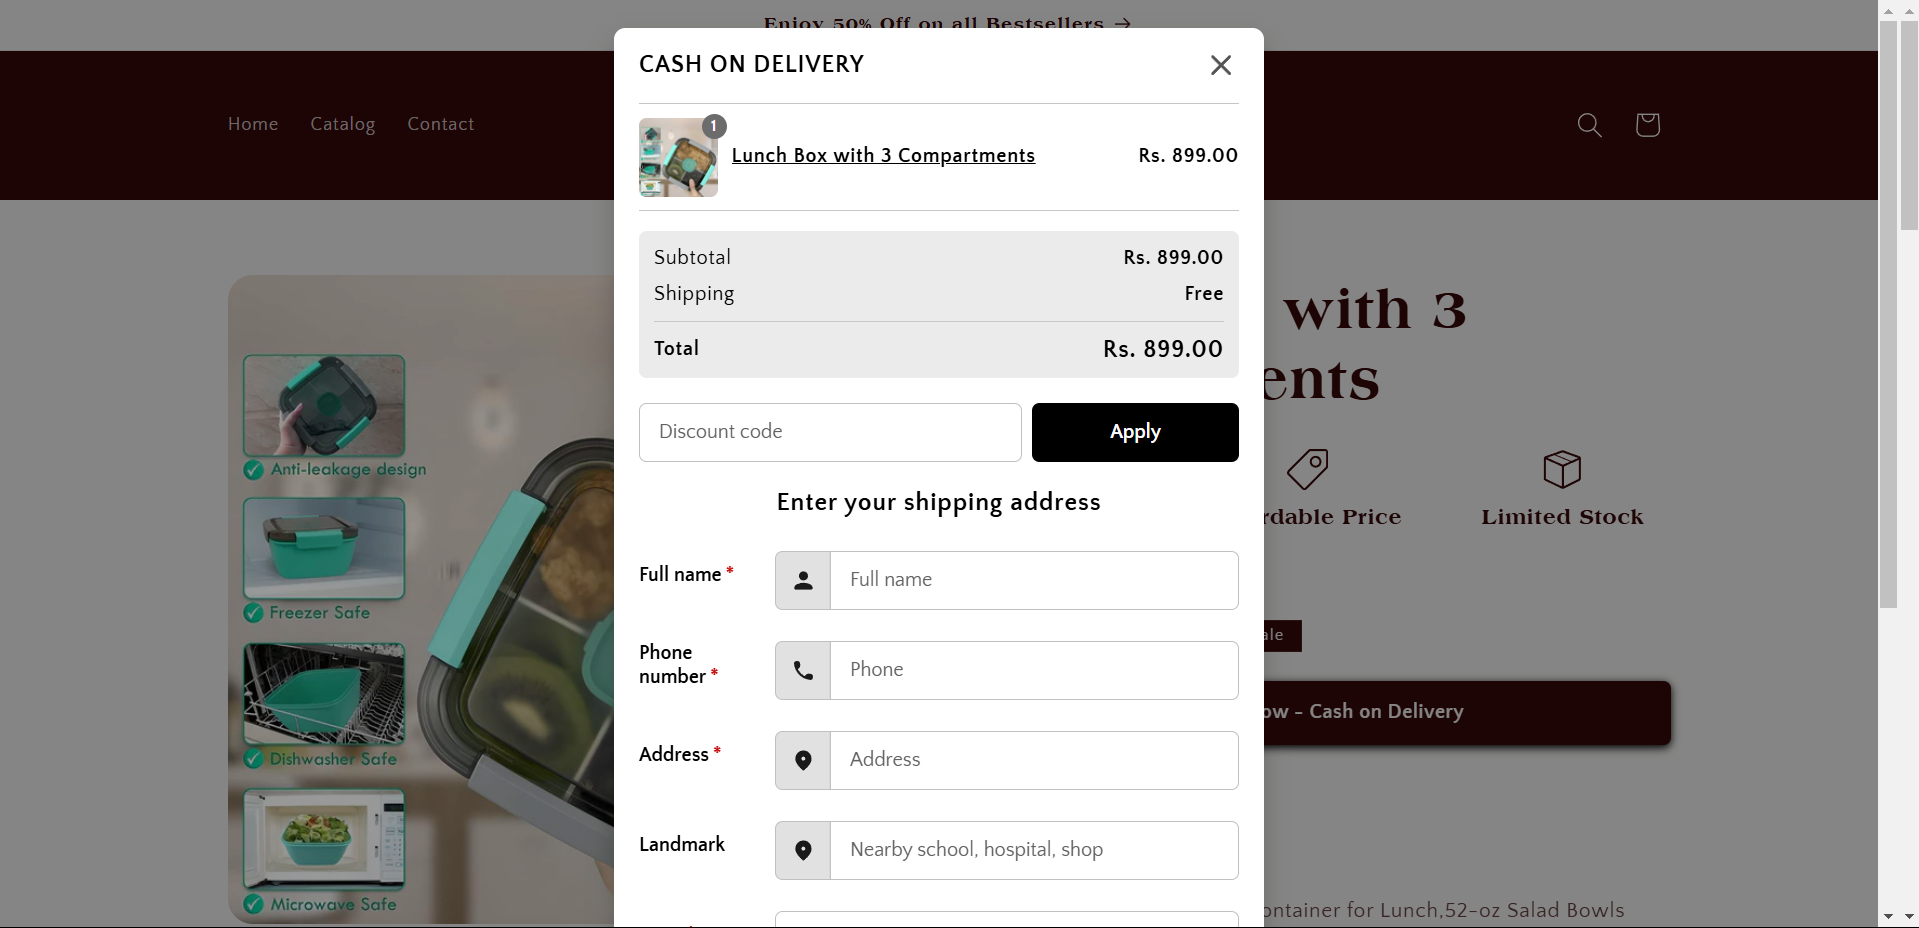 Enjoy 50% Off on all Bestsellers →
Home
Catalog
Contact
CASH ON DELIVERY
1
Lunch Box with 3 Compartments
Rs. 899.00
Subtotal
Rs. 899.00
Shipping
Free
Total
Rs. 899.00
Discount code
Apply
Enter your shipping address
Full name *
Full name
Phone
number *
Phone
Address *
Address
Landmark
Nearby school, hospital, shop
Anti-leakage design
Freezer Safe
Dishwasher Safe
Microwave Safe
with 3
ents
rdable Price
Limited Stock
ale
ow - Cash on Delivery
ontainer for Lunch,52-oz Salad Bowls